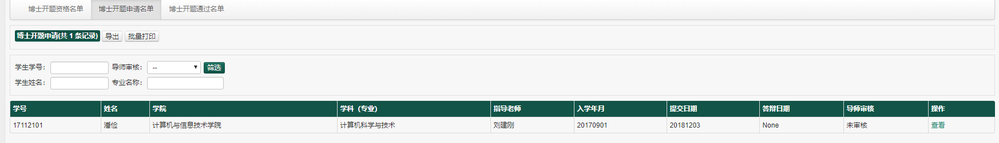 博士开题资格名单 博士开题申请名单 博士开题通过名单
博士开题申请(共 1 条记录) 导出 批量打印
学生学号： 导师审核： -- 筛选
学生姓名： 专业名称：
学号 姓名 学院 学科（专业） 指导老师 入学年月 提交日期 答辩日期 导师审核 操作
17112101 潘俭 计算机与信息技术学院 计算机科学与技术 刘建刚 20170901 20181203 None 未审核 查看